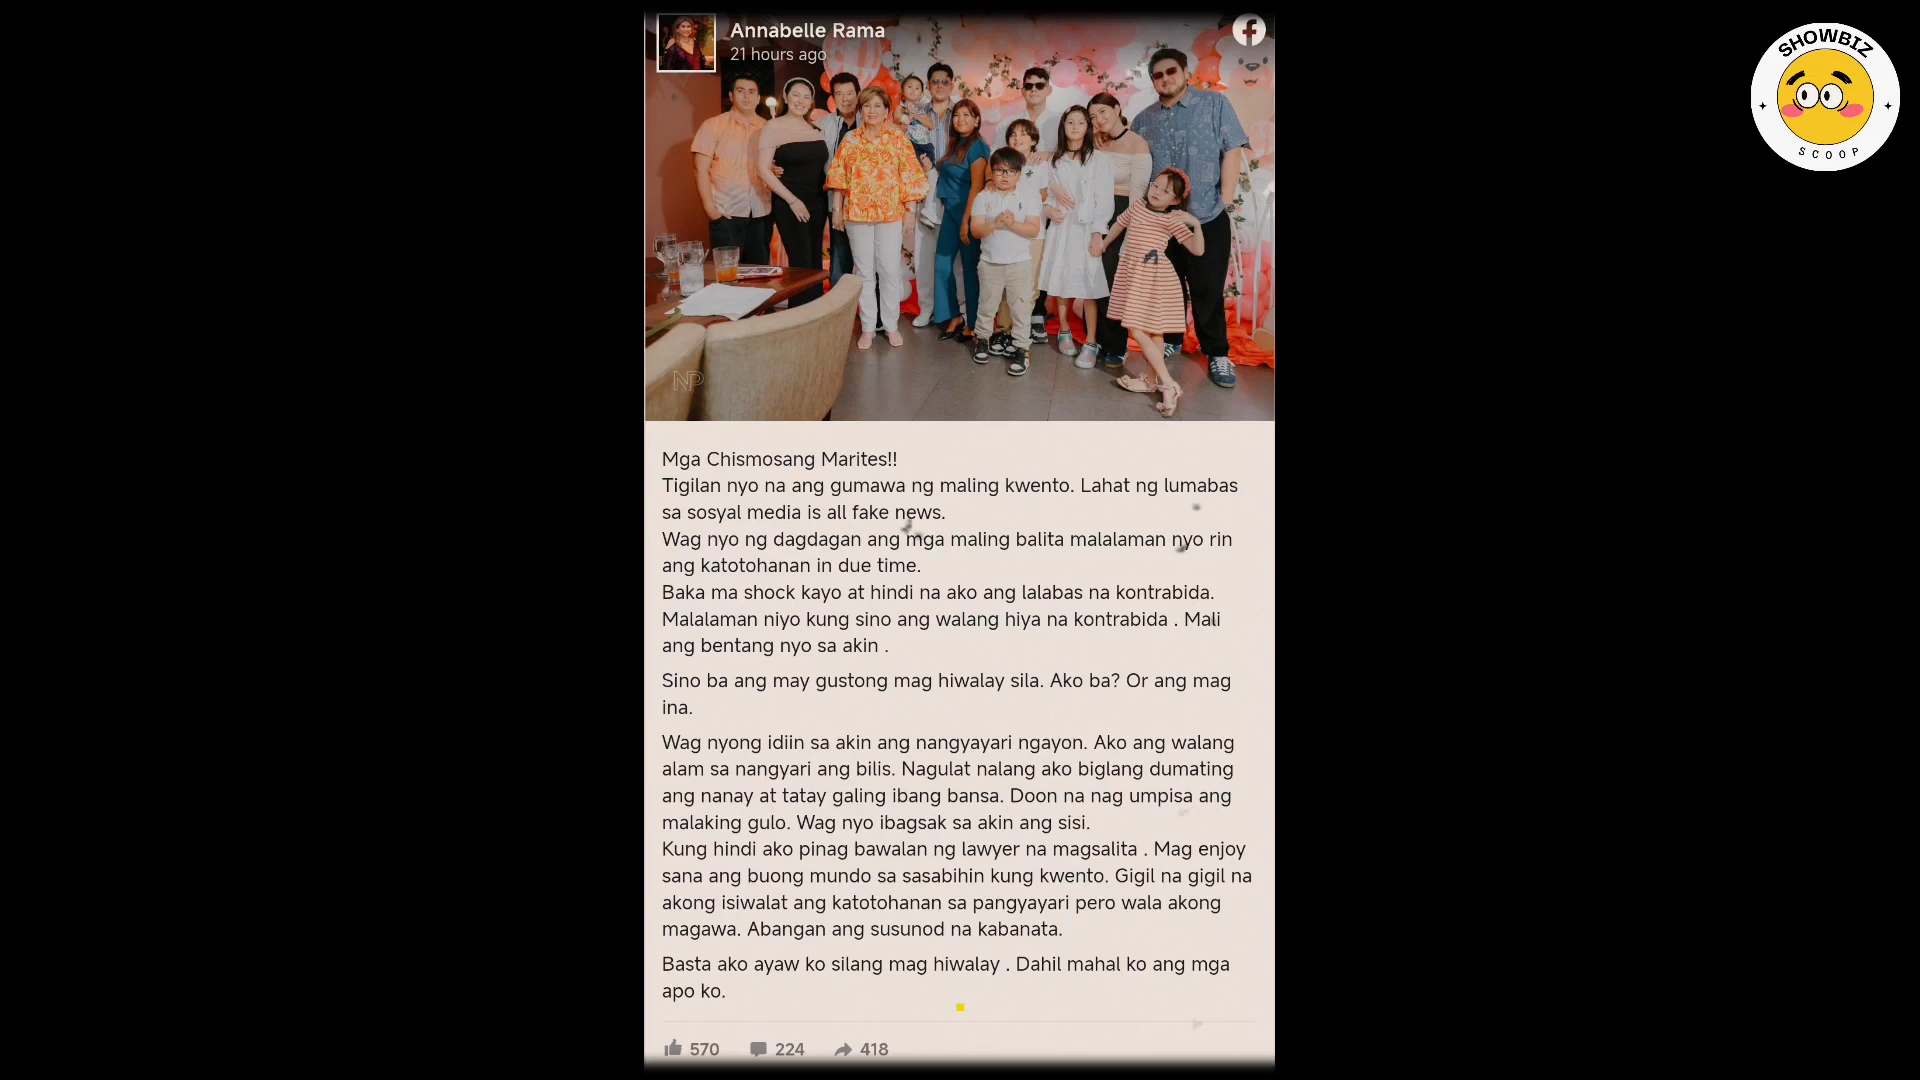 Annabelle Rama
21 hours ago
SHOWBIZ
SCOOP
NP
Mga Chismosang Marites!!
Tigilan nyo na ang gumawa ng maling kwento. Lahat ng lumabas
sa sosyal media is all fake news.
Wag nyo ng dagdagan ang mga maling balita malalaman nyo rin
ang katotohanan in due time.
Baka ma shock kayo at hindi na ako ang lalabas na kontrabida.
Malalaman niyo kung sino ang walang hiya na kontrabida . Mali
ang bentang nyo sa akin .
Sino ba ang may gustong mag hiwalay sila. Ako ba? Or ang mag
ina.
Wag nyong idiin sa akin ang nangyayari ngayon. Ako ang walang
alam sa nangyari ang bilis. Nagulat nalang ako biglang dumating
ang nanay at tatay galing ibang bansa. Doon na nag umpisa ang
malaking gulo. Wag nyo ibagsak sa akin ang sisi.
Kung hindi ako pinag bawalan ng lawyer na magsalita . Mag enjoy
sana ang buong mundo sa sasabihin kung kwento. Gigil na gigil na
akong isiwalat ang katotohanan sa pangyayari pero wala akong
magawa. Abangan ang susunod na kabanata.
Basta ako ayaw ko silang mag hiwalay . Dahil mahal ko ang mga
apo ko.
570 224 418